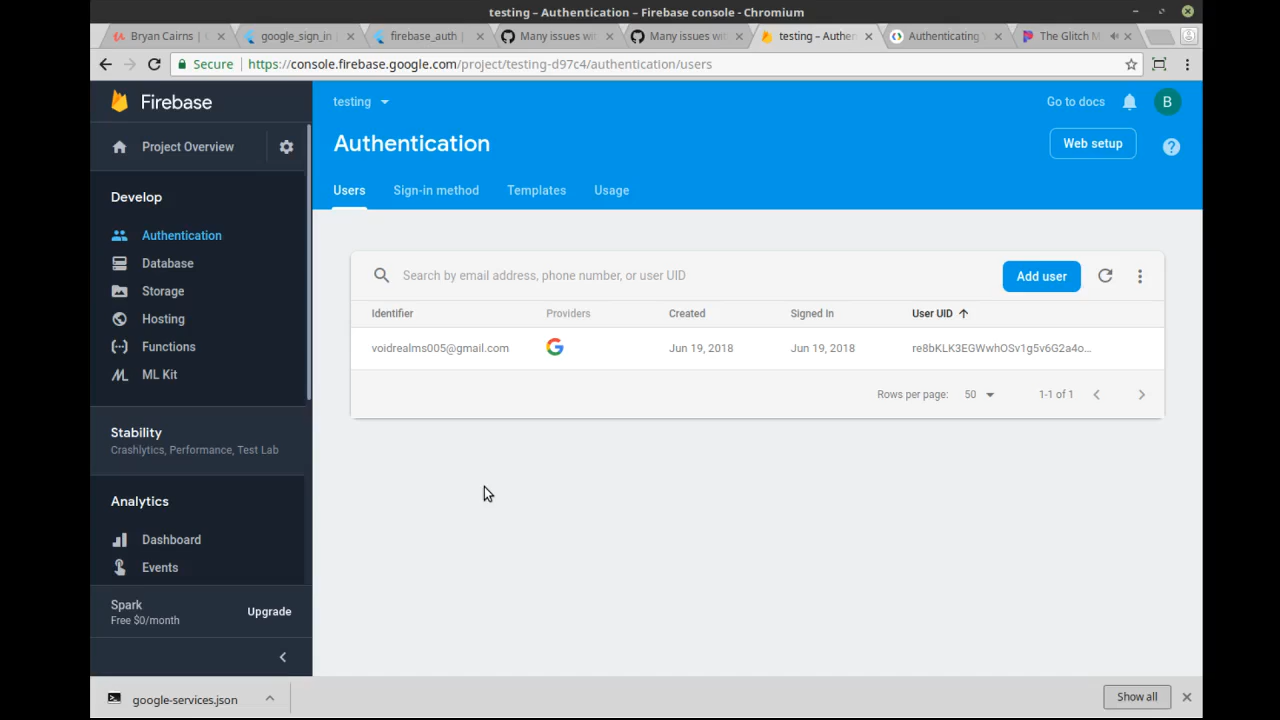 testing – Authentication – Firebase console - Chromium
Bryan Cairns |
google_sign_in
firebase_auth |
Many issues wi
Many issues wi
testing – Authen
Authenticating
The Glitch M
Secure https://console.firebase.google.com/project/testing-d97c4/authentication/users
Firebase
testing
Go to docs
B
Project Overview
Authentication
Web setup
Users Sign-in method Templates Usage
Develop
Authentication
Database
Storage
Hosting
Functions
ML Kit
Search by email address, phone number, or user UID
Add user
Identifier Providers Created Signed In User UID
voidrealms005@gmail.com Jun 19, 2018 Jun 19, 2018 re8bKLK3EGWwhOSv1g5v6G2a4o...
Rows per page: 50 1-1 of 1
Stability
Crashlytics, Performance, Test Lab
Analytics
Dashboard
Events
Spark
Free $0/month
Upgrade
google-services.json
Show all